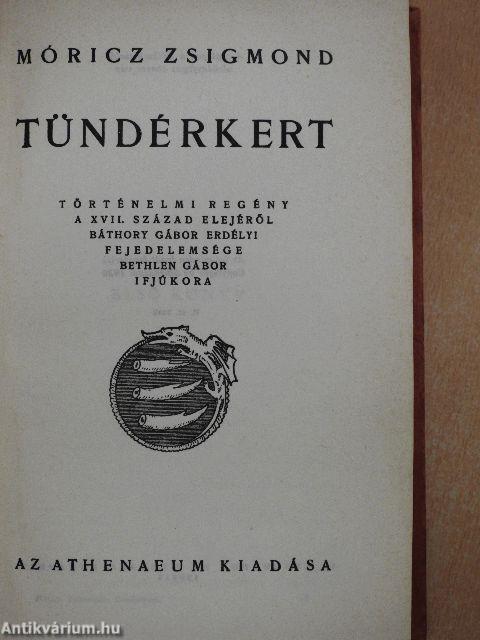 MÓRICZ ZSIGMOND
TÜNDÉRKERT
TÖRTÉNELMI REGÉNY
A XVII. SZÁZAD ELEJÉRŐL
BÁTHORY GÁBOR ERDÉLYI
FEJEDELEMSÉGE
BETHLEN GÁBOR
IFJÚKORA
AZ ATHENAEUM KIADÁSA
Antikvárium.hu